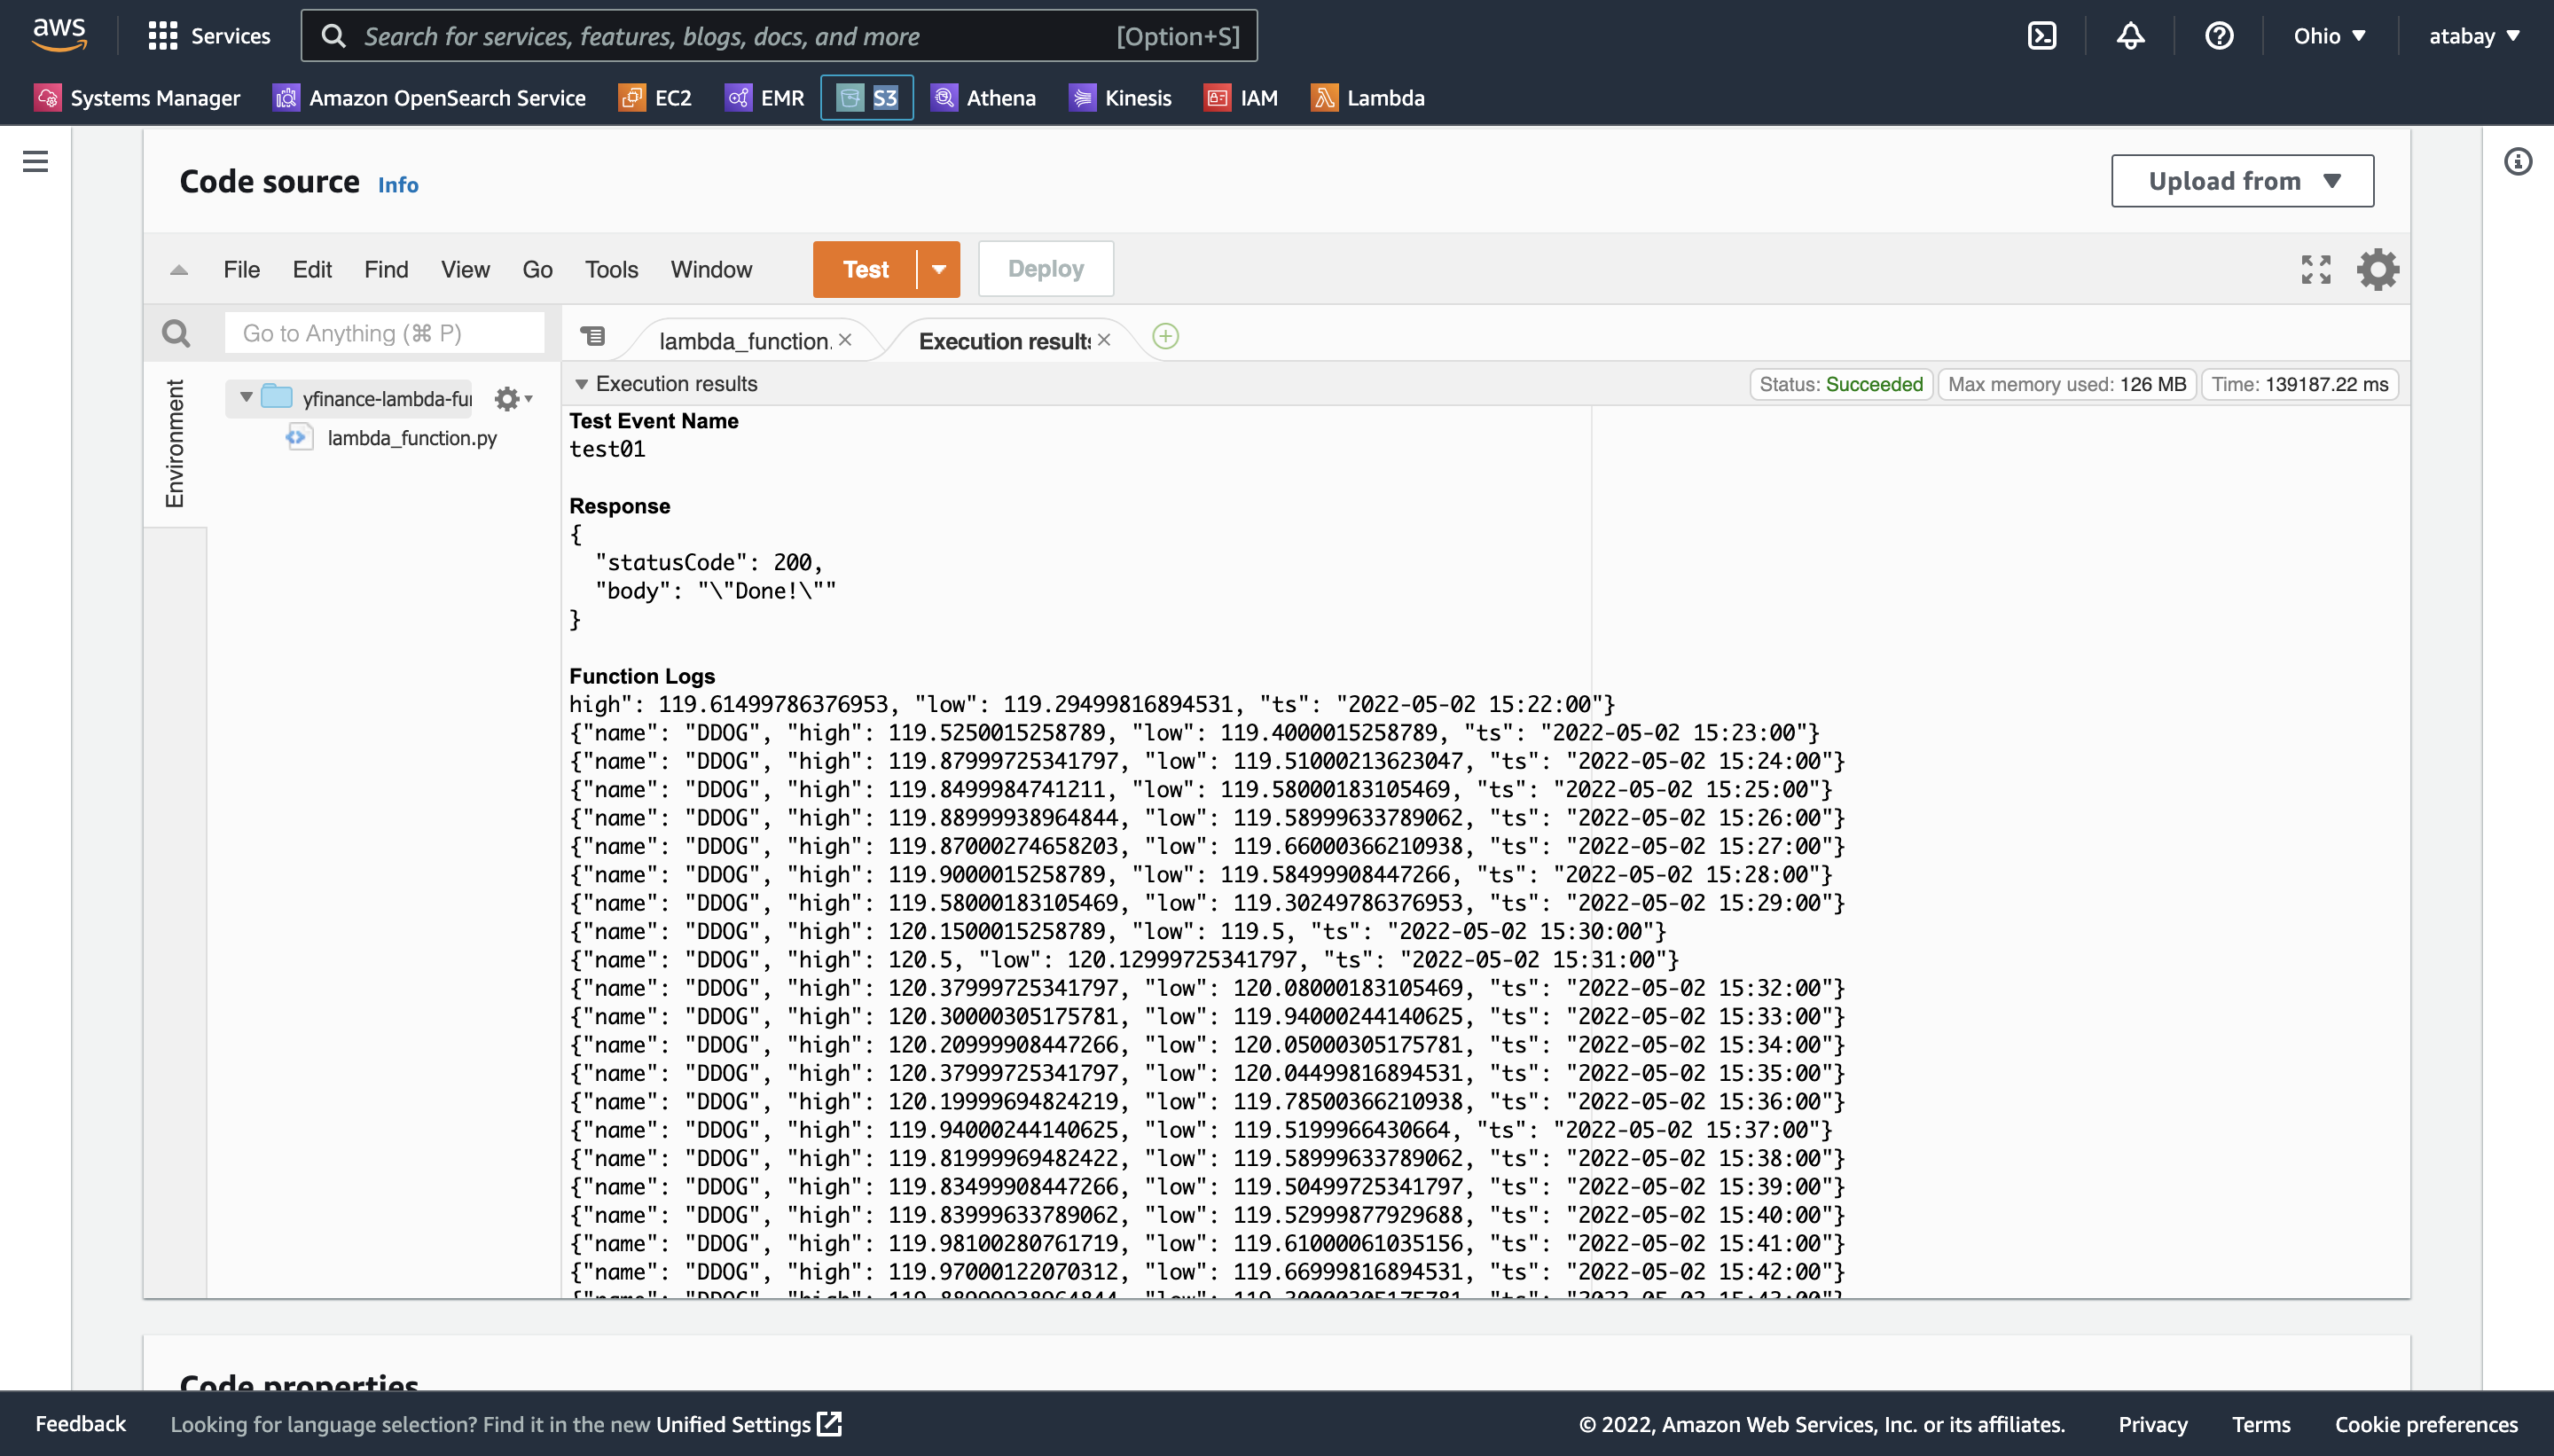 aws
Services
Search for services, features, blogs, docs, and more [Option+S]
Ohio
atabay
Systems Manager
Amazon OpenSearch Service
EC2
EMR
S3
Athena
Kinesis
IAM
Lambda
Code source Info
Upload from
File Edit Find View Go Tools Window
Test
Deploy
Go to Anything (⌘ P)
lambda_function.
Execution results
Environment
yfinance-lambda-fu
lambda_function.py
Execution results
Status: Succeeded
Max memory used: 126 MB
Time: 139187.22 ms
Test Event Name
test01
Response
{
"statusCode": 200,
"body": "\"Done!\""
}
Function Logs
high": 119.61499786376953, "low": 119.29499816894531, "ts": "2022-05-02 15:22:00"}
{"name": "DDOG", "high": 119.5250015258789, "low": 119.4000015258789, "ts": "2022-05-02 15:23:00"}
{"name": "DDOG", "high": 119.87999725341797, "low": 119.51000213623047, "ts": "2022-05-02 15:24:00"}
{"name": "DDOG", "high": 119.8499984741211, "low": 119.58000183105469, "ts": "2022-05-02 15:25:00"}
{"name": "DDOG", "high": 119.88999938964844, "low": 119.58999633789062, "ts": "2022-05-02 15:26:00"}
{"name": "DDOG", "high": 119.87000274658203, "low": 119.66000366210938, "ts": "2022-05-02 15:27:00"}
{"name": "DDOG", "high": 119.9000015258789, "low": 119.58499908447266, "ts": "2022-05-02 15:28:00"}
{"name": "DDOG", "high": 119.58000183105469, "low": 119.30249786376953, "ts": "2022-05-02 15:29:00"}
{"name": "DDOG", "high": 120.1500015258789, "low": 119.5, "ts": "2022-05-02 15:30:00"}
{"name": "DDOG", "high": 120.5, "low": 120.12999725341797, "ts": "2022-05-02 15:31:00"}
{"name": "DDOG", "high": 120.37999725341797, "low": 120.08000183105469, "ts": "2022-05-02 15:32:00"}
{"name": "DDOG", "high": 120.30000305175781, "low": 119.94000244140625, "ts": "2022-05-02 15:33:00"}
{"name": "DDOG", "high": 120.20999908447266, "low": 120.05000305175781, "ts": "2022-05-02 15:34:00"}
{"name": "DDOG", "high": 120.37999725341797, "low": 120.04499816894531, "ts": "2022-05-02 15:35:00"}
{"name": "DDOG", "high": 120.19999694824219, "low": 119.78500366210938, "ts": "2022-05-02 15:36:00"}
{"name": "DDOG", "high": 119.94000244140625, "low": 119.5199966430664, "ts": "2022-05-02 15:37:00"}
{"name": "DDOG", "high": 119.81999969482422, "low": 119.58999633789062, "ts": "2022-05-02 15:38:00"}
{"name": "DDOG", "high": 119.83499908447266, "low": 119.50499725341797, "ts": "2022-05-02 15:39:00"}
{"name": "DDOG", "high": 119.83999633789062, "low": 119.52999877929688, "ts": "2022-05-02 15:40:00"}
{"name": "DDOG", "high": 119.98100280761719, "low": 119.61000061035156, "ts": "2022-05-02 15:41:00"}
{"name": "DDOG", "high": 119.97000122070312, "low": 119.66999816894531, "ts": "2022-05-02 15:42:00"}
{"name": "DDOG", "high": 119.88999938964844, "low": 119.30000305175781, "ts": "2022-05-02 15:43:00"}
Code properties
Feedback
Looking for language selection? Find it in the new Unified Settings
© 2022, Amazon Web Services, Inc. or its affiliates.
Privacy
Terms
Cookie preferences